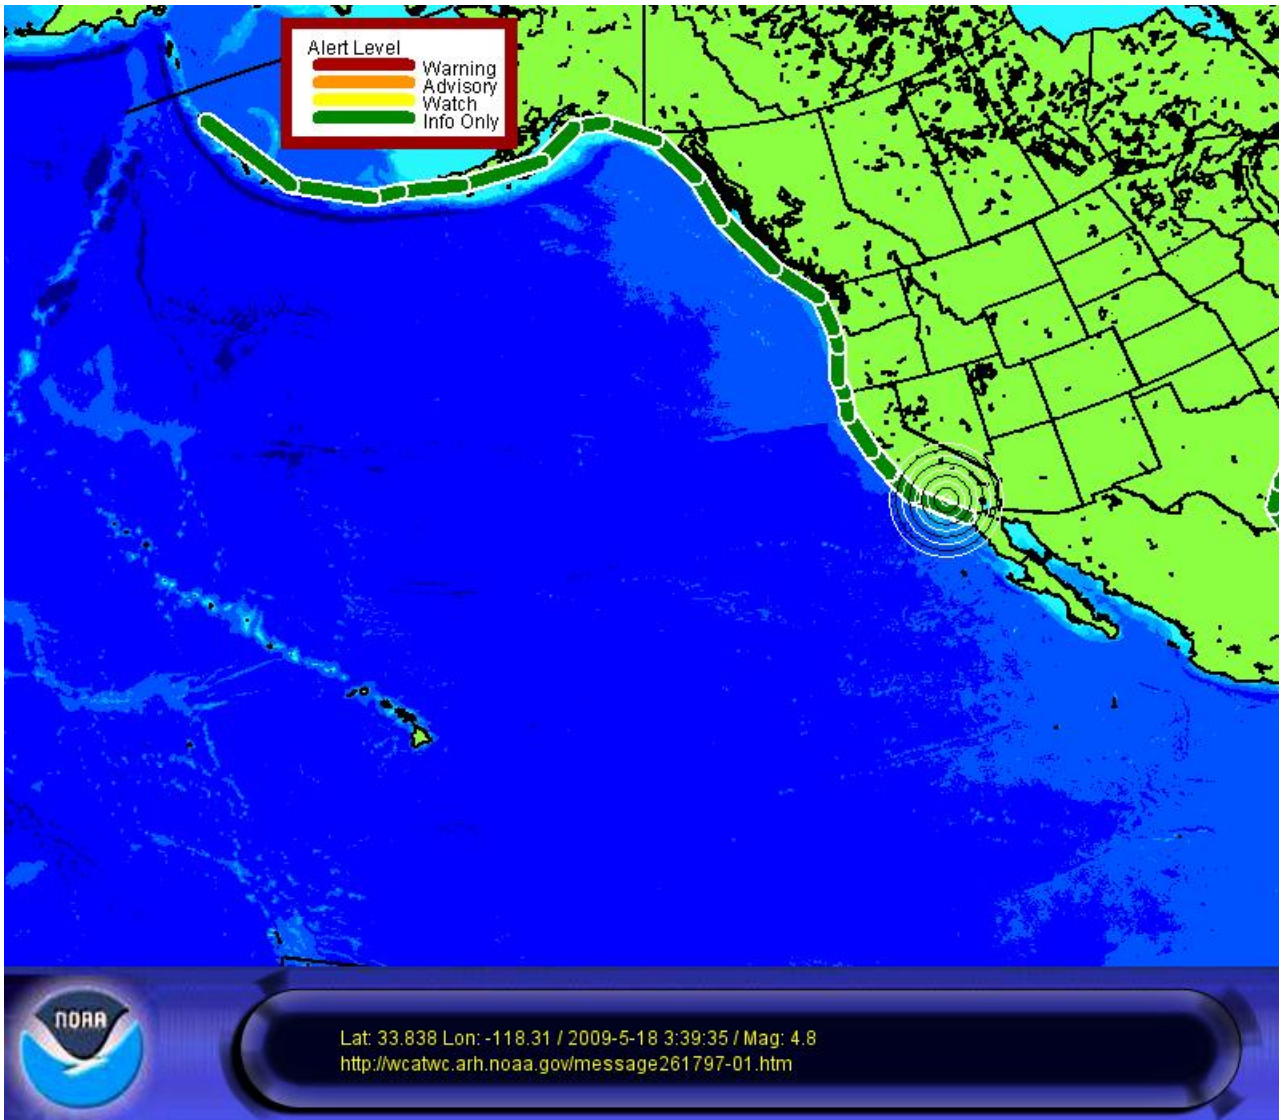 Alert Level
Warning
Advisory
Watch
Info Only
NOAA
Lat: 33.838 Lon: -118.31 / 2009-5-18 3:39:35 / Mag: 4.8
http://wcatwc.arh.noaa.gov/message261797-01.htm